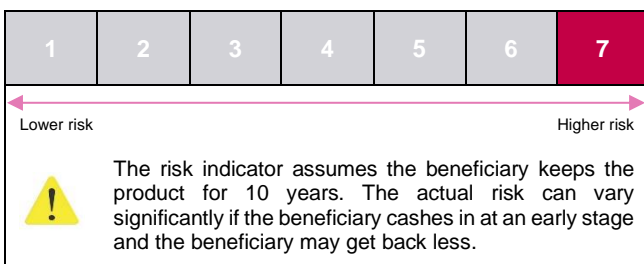 1 2 3 4 5 6 7
Lower risk Higher risk
The risk indicator assumes the beneficiary keeps the
product for 10 years. The actual risk can vary
significantly if the beneficiary cashes in at an early stage
and the beneficiary may get back less.